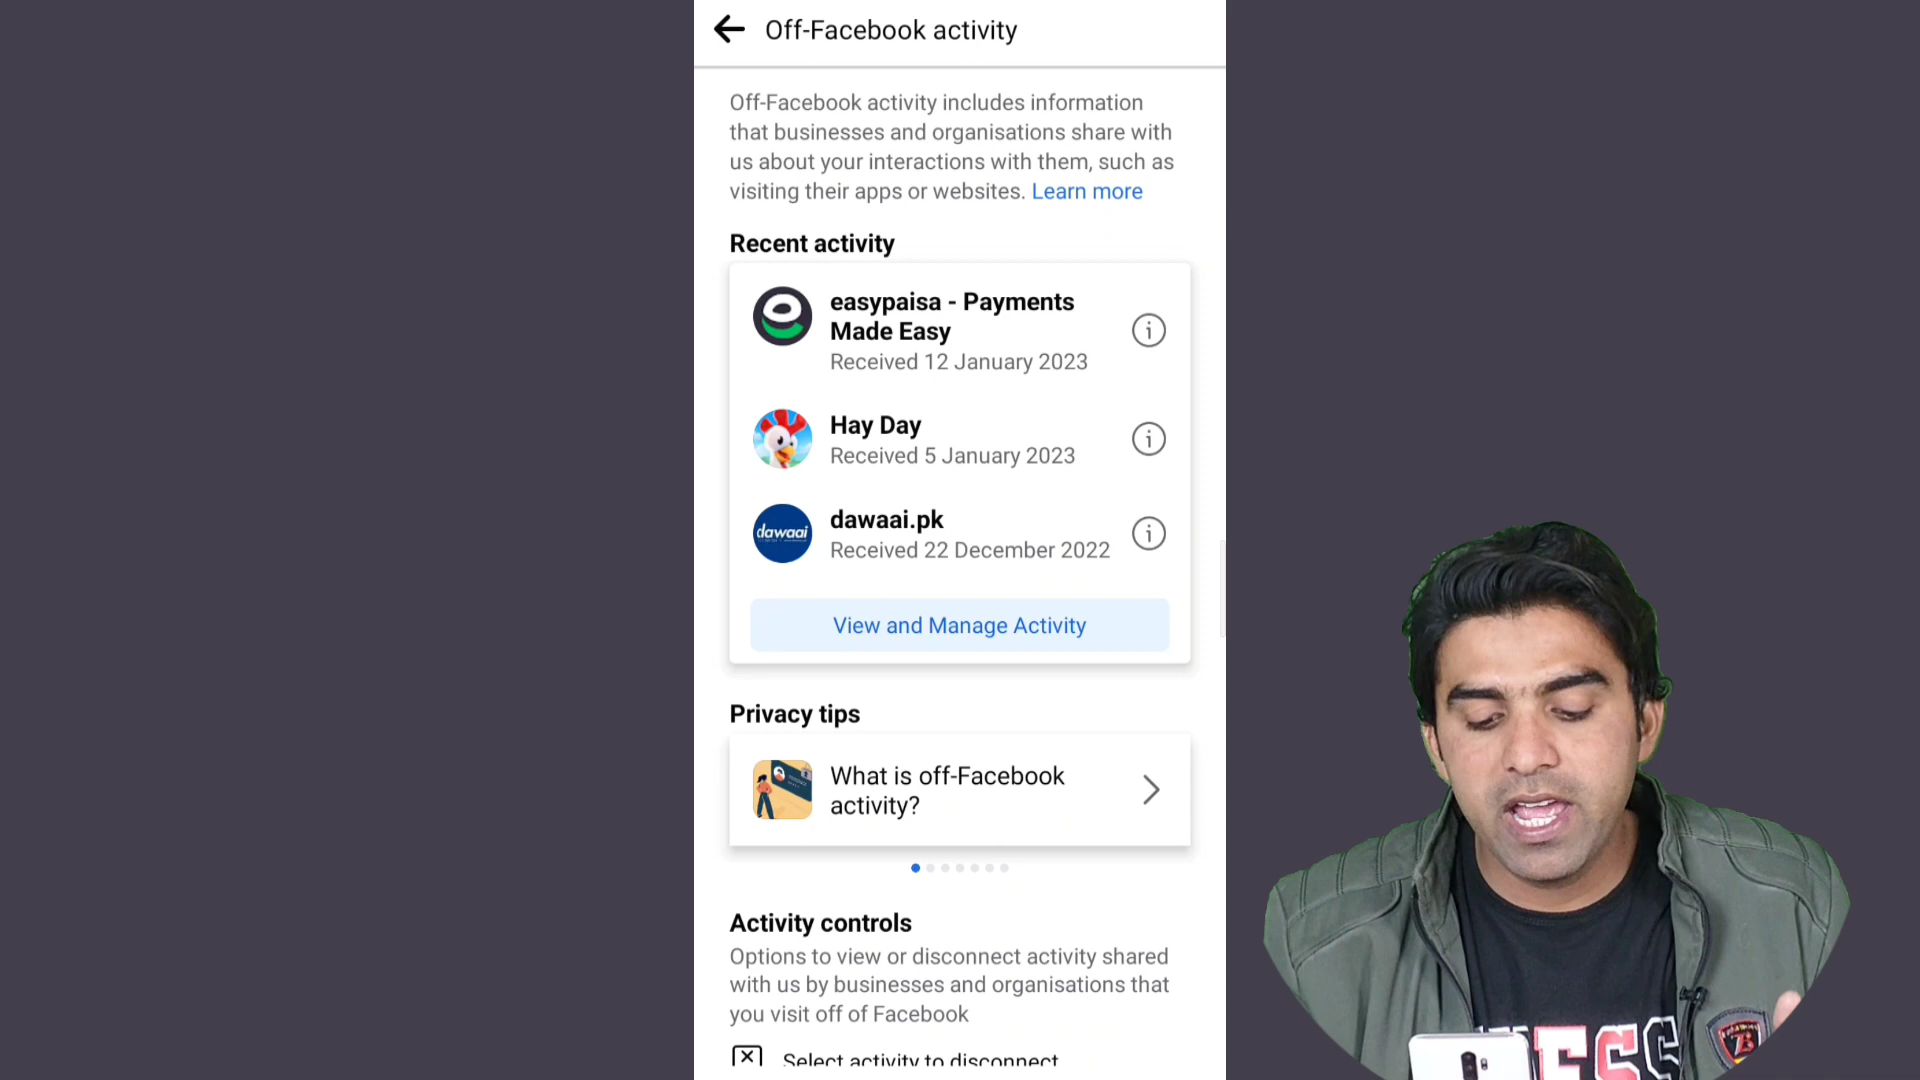 Off-Facebook activity
Off-Facebook activity includes information
that businesses and organisations share with
us about your interactions with them, such as
visiting their apps or websites. Learn more
Recent activity
easypaisa - Payments
Made Easy
Received 12 January 2023
Hay Day
Received 5 January 2023
dawaai
dawaai.pk
Received 22 December 2022
View and Manage Activity
Privacy tips
What is off-Facebook
activity?
Activity controls
Options to view or disconnect activity shared
with us by businesses and organisations that
you visit off of Facebook
Select activity to disconnect